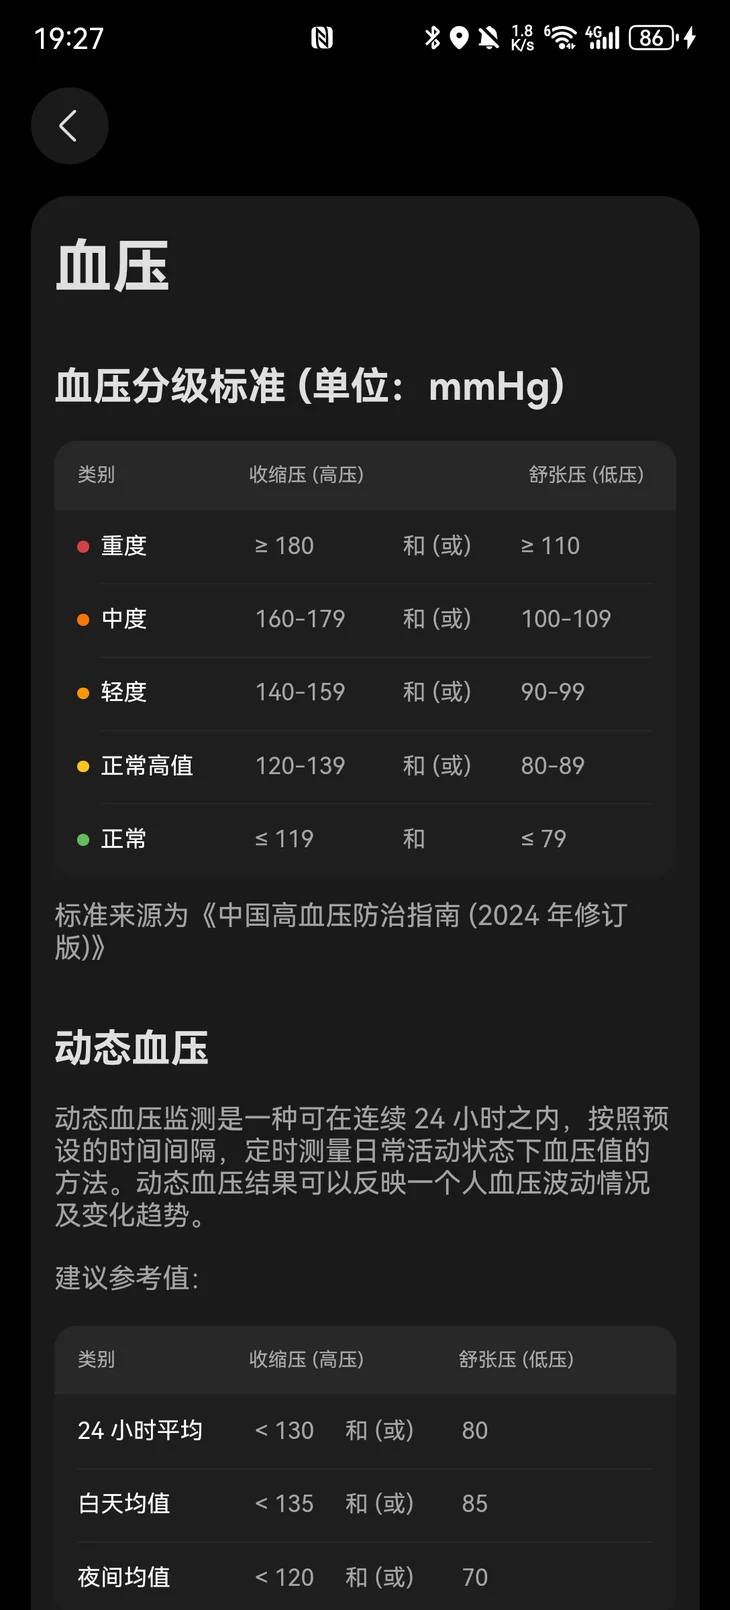 19:27
1.8 K/s
6
4G
86
血压
血压分级标准 (单位：mmHg)
类别 收缩压 (高压) 舒张压 (低压)
重度 ≥ 180 和 (或) ≥ 110
中度 160-179 和 (或) 100-109
轻度 140-159 和 (或) 90-99
正常高值 120-139 和 (或) 80-89
正常 ≤ 119 和 ≤ 79
标准来源为《中国高血压防治指南 (2024 年修订
版)》
动态血压
动态血压监测是一种可在连续 24 小时之内，按照预
设的时间间隔，定时测量日常活动状态下血压值的
方法。动态血压结果可以反映一个人血压波动情况
及变化趋势。
建议参考值：
类别 收缩压 (高压) 舒张压 (低压)
24 小时平均 < 130 和 (或) 80
白天均值 < 135 和 (或) 85
夜间均值 < 120 和 (或) 70